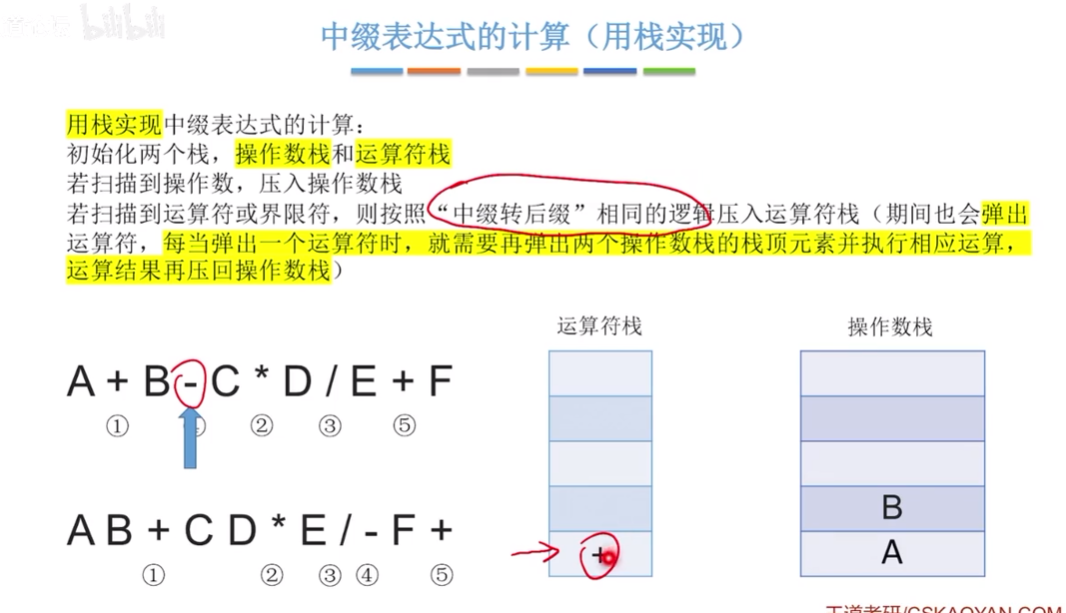 中缀表达式的计算（用栈实现）
用栈实现中缀表达式的计算：
初始化两个栈，操作数栈和运算符栈
若扫描到操作数，压入操作数栈
若扫描到运算符或界限符，则按照“中缀转后缀”相同的逻辑压入运算符栈（期间也会弹出
运算符，每当弹出一个运算符时，就需要再弹出两个操作数栈的栈顶元素并执行相应运算，
运算结果再压回操作数栈）
运算符栈
操作数栈
A + B - C * D / E + F
① ④ ② ③ ⑤
B
A B + C D * E / - F +
+
A
① ② ③ ④ ⑤
王道考研/CSKAOYAN.COM
bilibili